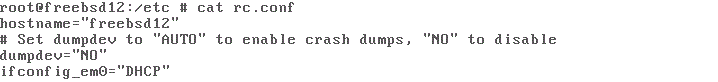 root@freebsd12:/etc # cat rc.conf
hostname="freebsd12"
# Set dumpdev to "AUTO" to enable crash dumps, "NO" to disable
dumpdev="NO"
ifconfig_em0="DHCP"